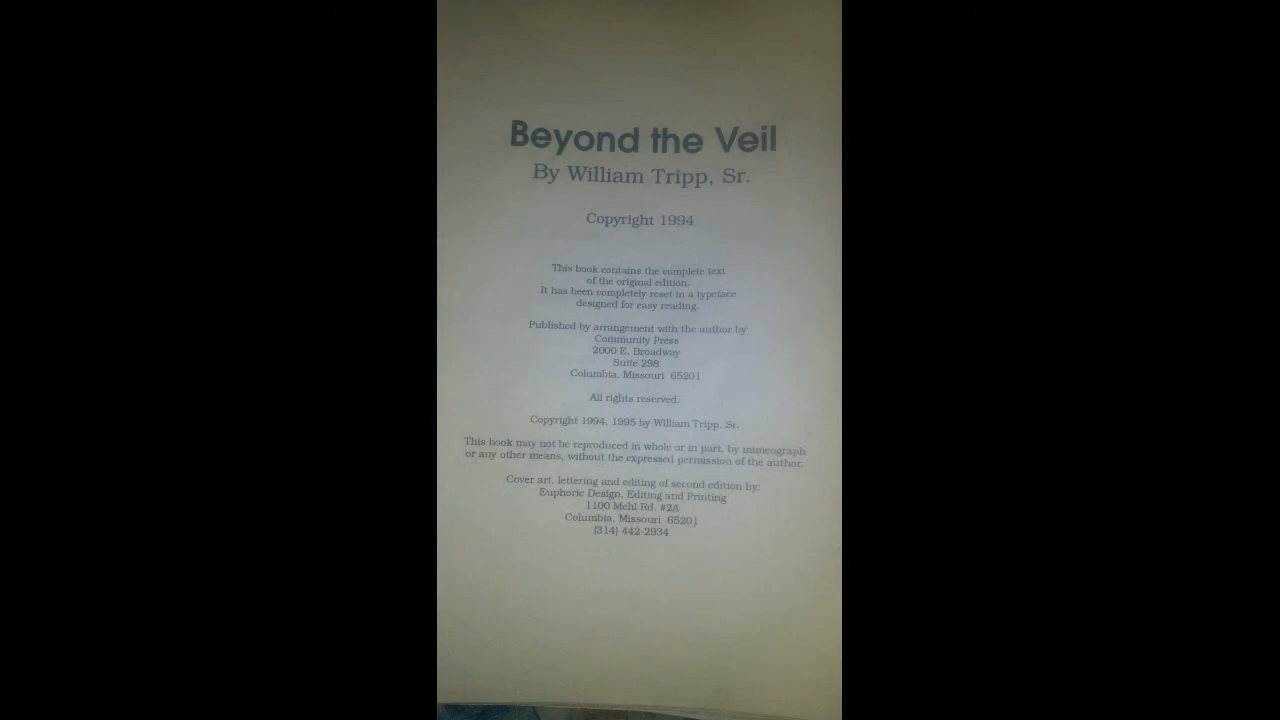 Beyond the Veil
By William Tripp, Sr.
Copyright 1994
This book contains the complete text
of the original edition.
It has been completely reset in a typeface
designed for easy reading.
Published by arrangement with the author by
Community Press
2000 E. Broadway
Suite 298
Columbia, Missouri 65201
All rights reserved.
Copyright 1994, 1995 by William Tripp, Sr.
This book may not be reproduced in whole or in part, by mimeograph
or any other means, without the expressed permission of the author.
Cover art, lettering and editing of second edition by:
Euphoric Design, Editing and Printing
1100 Mehl Rd. #2A
Columbia, Missouri 65201
(314) 442-2934